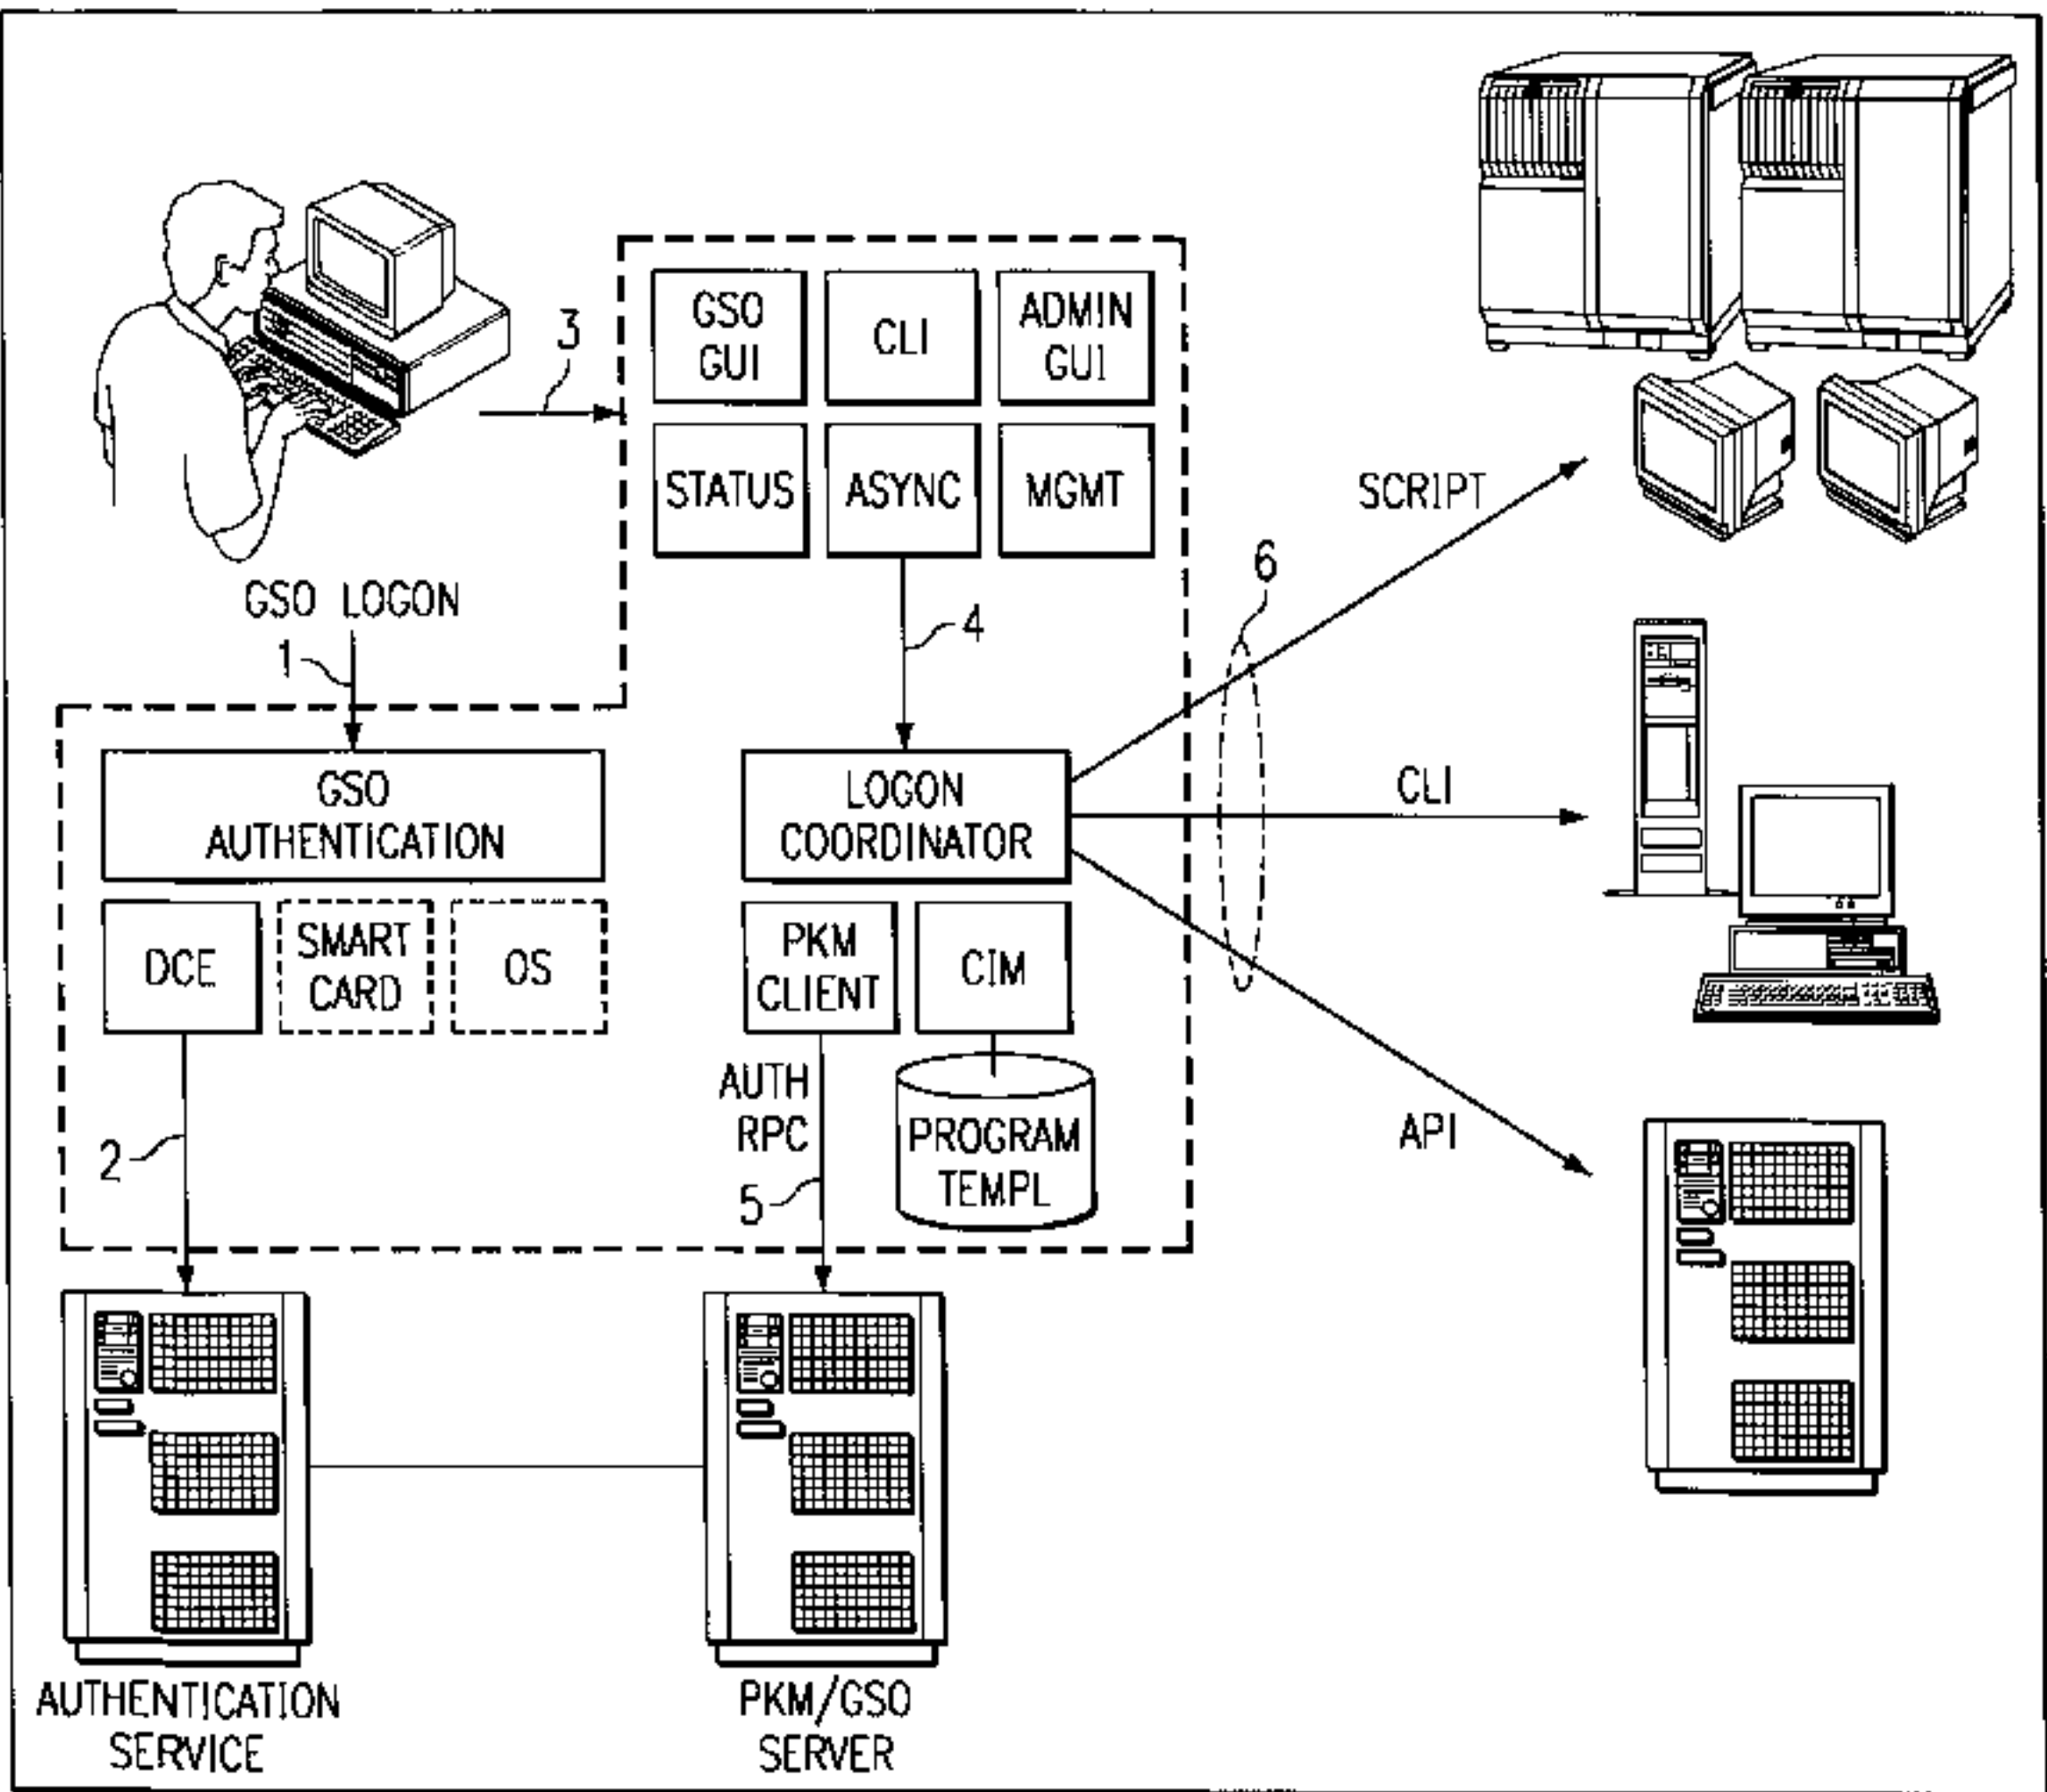 GSO
GUI
CLI
ADMIN
GUI
3
STATUS
ASYNC
MGMT
SCRIPT
6
GSO LOGON
1
4
GSO
AUTHENTICATION
LOGON
COORDINATOR
CLI
DCE
SMART
CARD
OS
PKM
CLIENT
CIM
AUTH
RPC
PROGRAM
TEMPL
API
2
5
AUTHENTICATION
SERVICE
PKM/GSO
SERVER